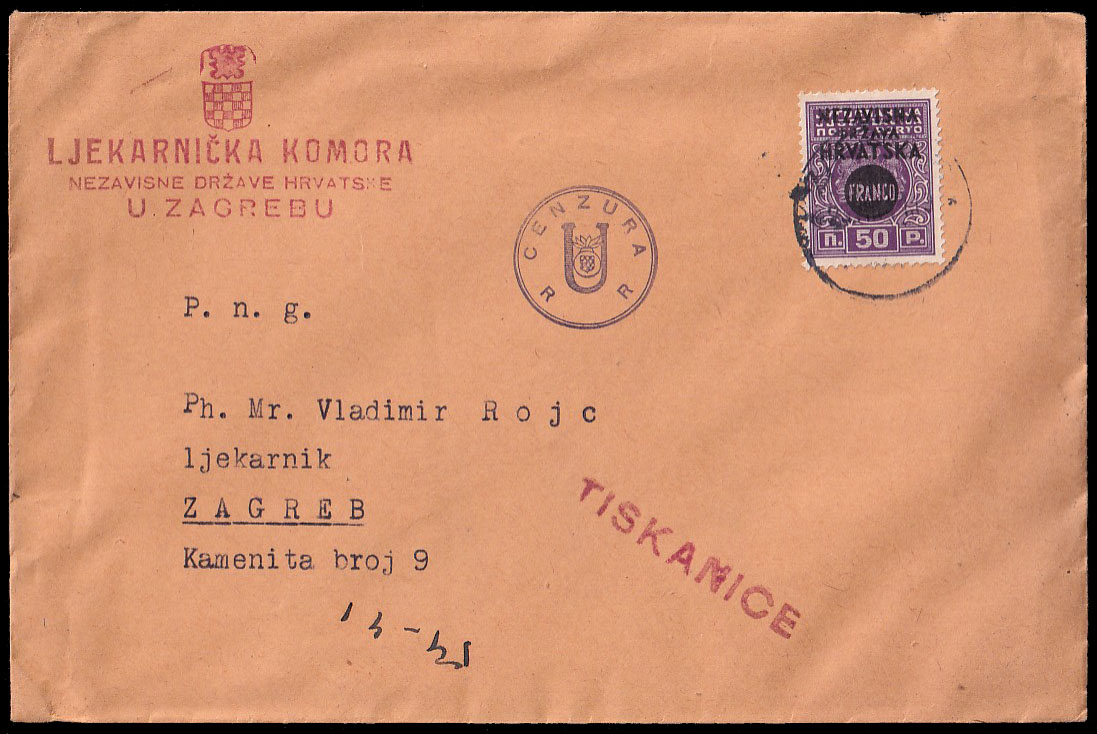 LJEKARNIČKA KOMORA
NEZAVISNE DRŽAVE HRVATSKE
U ZAGREBU
NEZAVISNA
DRŽAVA
HRVATSKA
FRANCO
П. 50 Р.
CENZURA
R R
U
P. n. g.
Ph. Mr. Vladimir Rojc
ljekarnik
ZAGREB
Kamenita broj 9
TISKANICE